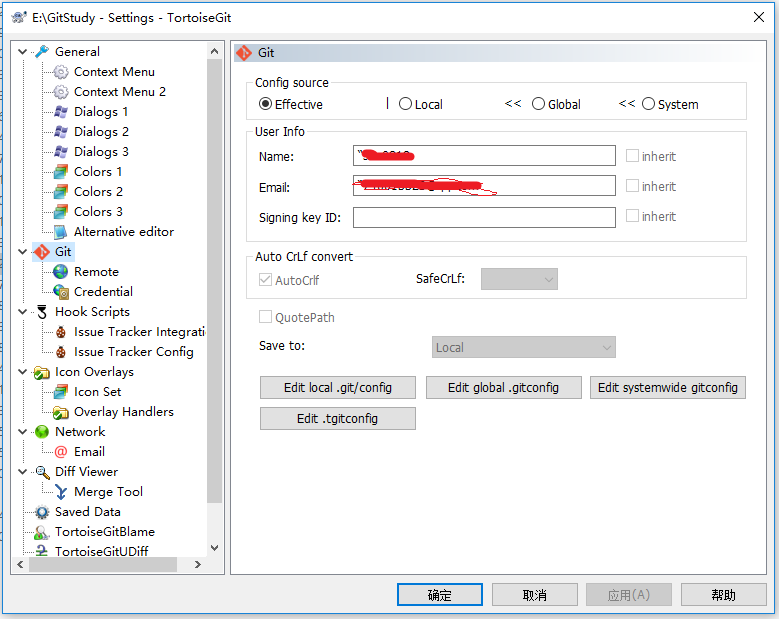 E:\GitStudy - Settings - TortoiseGit
General
Context Menu
Context Menu 2
Dialogs 1
Dialogs 2
Dialogs 3
Colors 1
Colors 2
Colors 3
Alternative editor
Git
Remote
Credential
Hook Scripts
Issue Tracker Integrati
Issue Tracker Config
Icon Overlays
Icon Set
Overlay Handlers
Network
Email
Diff Viewer
Merge Tool
Saved Data
TortoiseGitBlame
TortoiseGitUDiff
Git
Config source
Effective | Local << Global << System
User Info
Name: inherit
Email: inherit
Signing key ID: inherit
Auto CrLf convert
AutoCrlf SafeCrLf:
QuotePath
Save to: Local
Edit local .git/config Edit global .gitconfig Edit systemwide gitconfig
Edit .tgitconfig
确定 取消 应用(A) 帮助